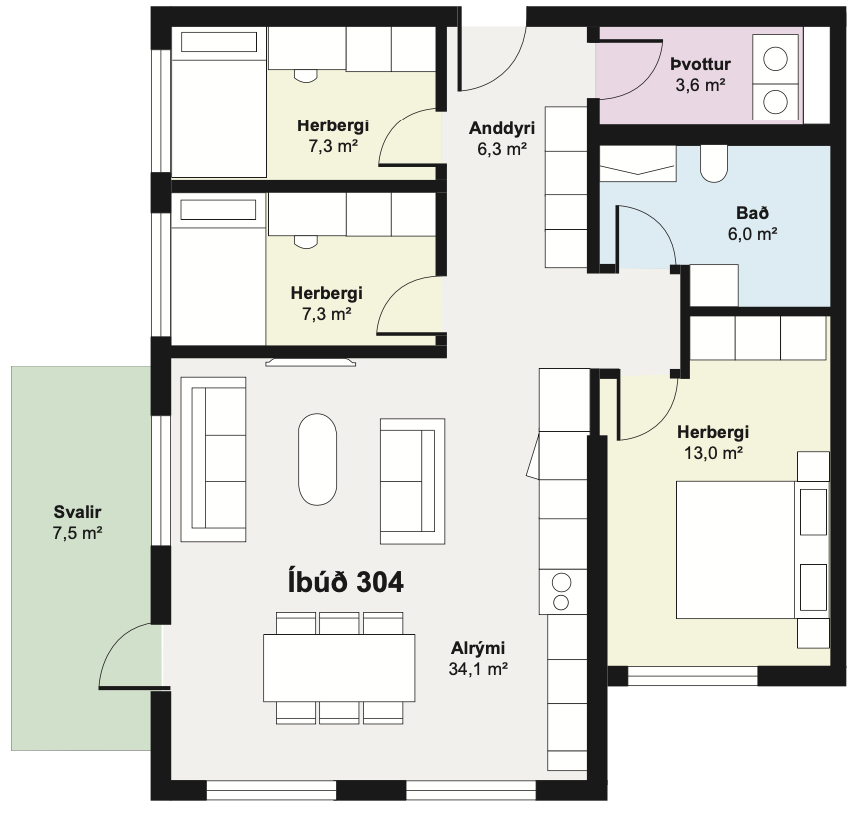 Þvottur
3,6 m²
Herbergi
7,3 m²
Anddyri
6,3 m²
Bað
6,0 m²
Herbergi
7,3 m²
Herbergi
13,0 m²
Svalir
7,5 m²
Íbúð 304
Alrými
34,1 m²